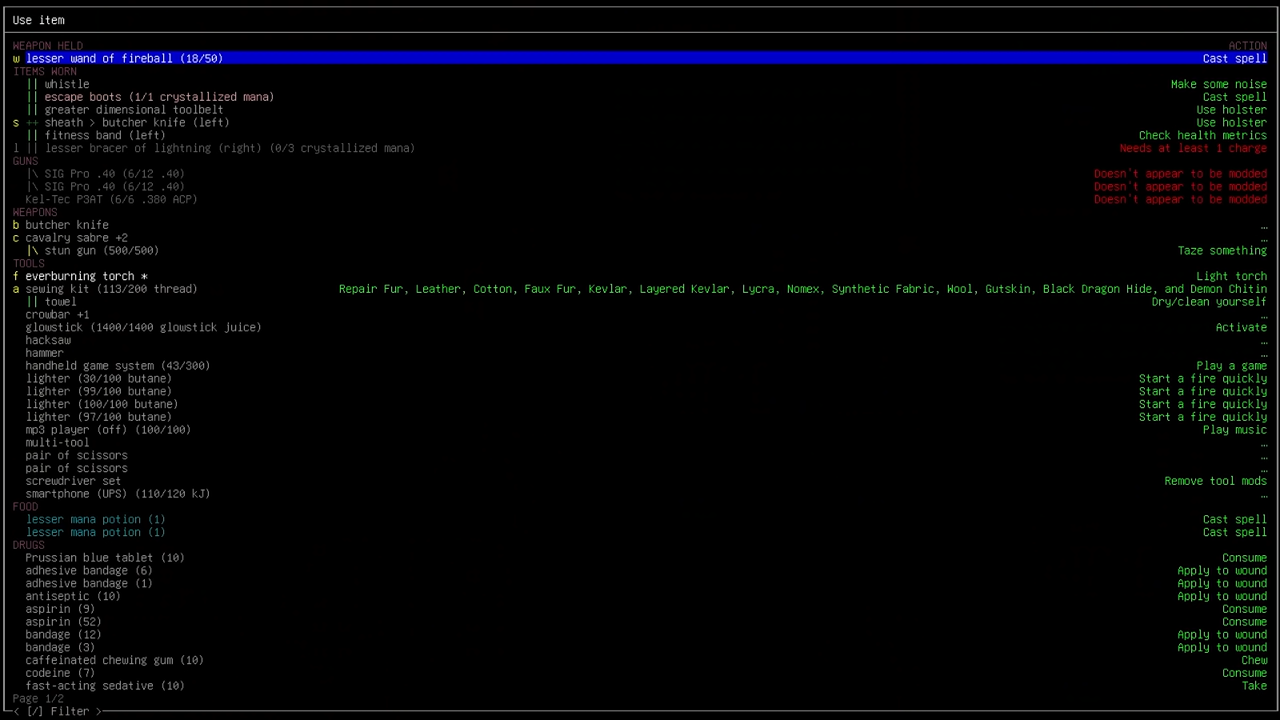 Use item
WEAPON HELD ACTION
w lesser wand of fireball (18/50) Cast spell
ITEMS WORN
|| whistle Make some noise
|| escape boots (1/1 crystallized mana) Cast spell
|| greater dimensional toolbelt Use holster
s ++ sheath > butcher knife (left) Use holster
|| fitness band (left) Check health metrics
l || lesser bracer of lightning (right) (0/3 crystallized mana) Needs at least 1 charge
GUNS
|\ SIG Pro .40 (6/12 .40) Doesn't appear to be modded
|\ SIG Pro .40 (6/12 .40) Doesn't appear to be modded
Kel-Tec P3AT (6/6 .380 ACP) Doesn't appear to be modded
WEAPONS
b butcher knife …
c cavalry sabre +2 …
|\ stun gun (500/500) Taze something
TOOLS
f everburning torch * Light torch
a sewing kit (113/200 thread) Repair Fur, Leather, Cotton, Faux Fur, Kevlar, Layered Kevlar, Lycra, Nomex, Synthetic Fabric, Wool, Gutskin, Black Dragon Hide, and Demon Chitin
|| towel Dry/clean yourself
crowbar +1 …
glowstick (1400/1400 glowstick juice) Activate
hacksaw …
hammer …
handheld game system (43/300) Play a game
lighter (30/100 butane) Start a fire quickly
lighter (99/100 butane) Start a fire quickly
lighter (100/100 butane) Start a fire quickly
lighter (97/100 butane) Start a fire quickly
mp3 player (off) (100/100) Play music
multi-tool …
pair of scissors …
pair of scissors …
screwdriver set Remove tool mods
smartphone (UPS) (110/120 kJ) …
FOOD
lesser mana potion (1) Cast spell
lesser mana potion (1) Cast spell
DRUGS
Prussian blue tablet (10) Consume
adhesive bandage (6) Apply to wound
adhesive bandage (1) Apply to wound
antiseptic (10) Apply to wound
aspirin (9) Consume
aspirin (52) Consume
bandage (12) Apply to wound
bandage (3) Apply to wound
caffeinated chewing gum (10) Chew
codeine (7) Consume
fast-acting sedative (10) Take
Page 1/2
< [/] Filter >